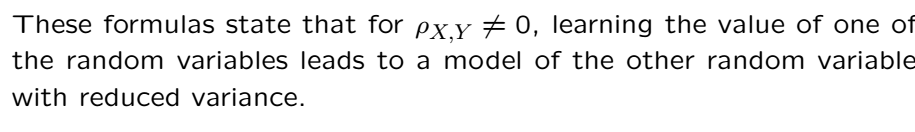 These formulas state that for ρ_{X,Y} ≠ 0, learning the value of one of
the random variables leads to a model of the other random variable
with reduced variance.